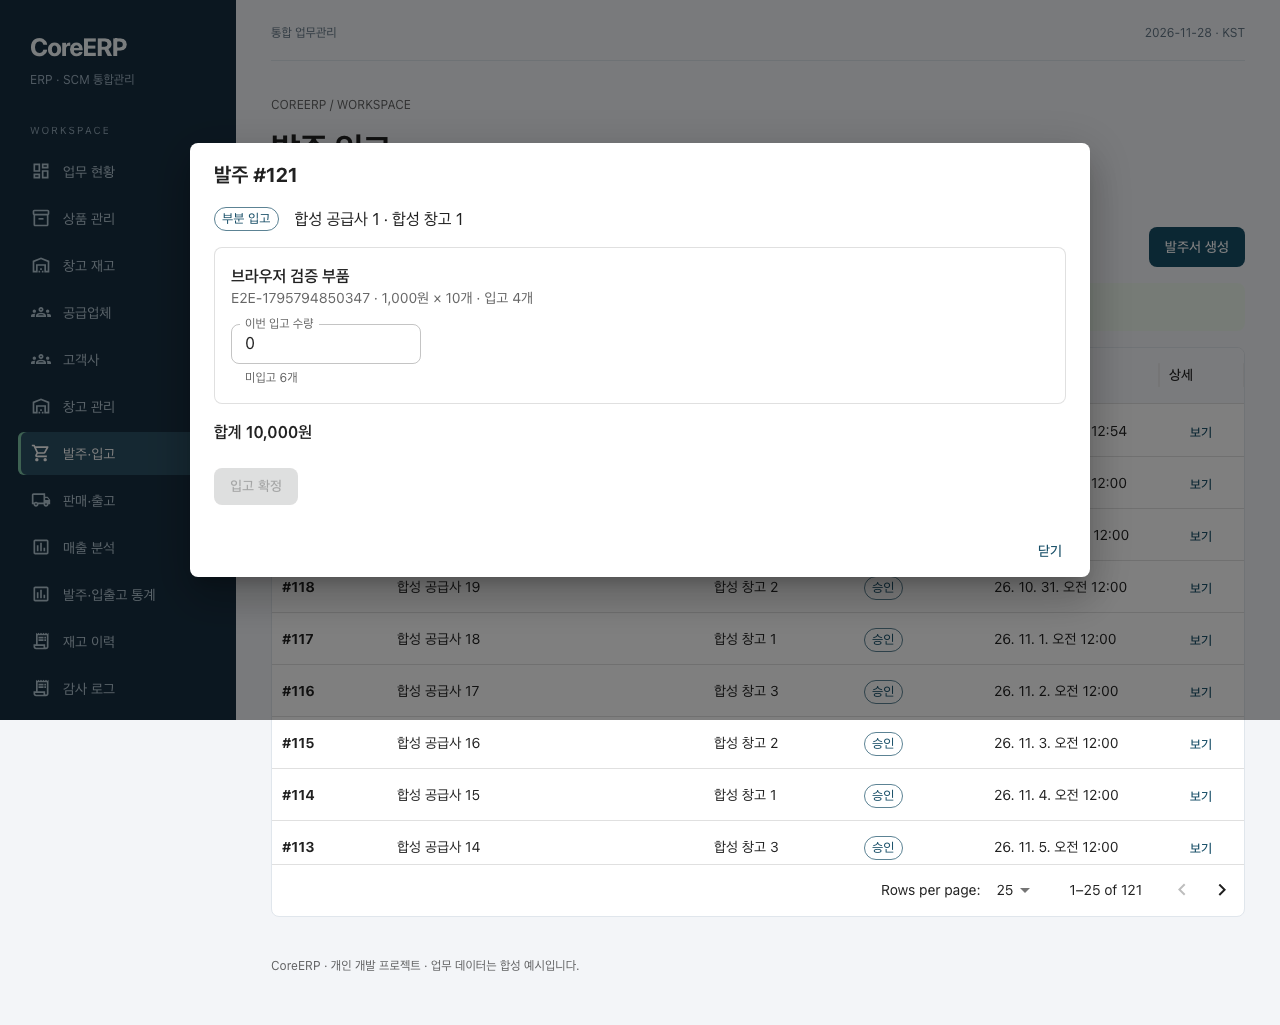 CoreERP
ERP · SCM 통합관리
WORKSPACE
업무 현황
상품 관리
창고 재고
공급업체
고객사
창고 관리
발주·입고
판매·출고
매출 분석
발주·입출고 통계
재고 이력
감사 로그
통합 업무관리
2026-11-28 · KST
COREERP / WORKSPACE
발주서 생성
발주 #121
부분 입고 합성 공급사 1 · 합성 창고 1
브라우저 검증 부품
E2E-1795794850347 · 1,000원 × 10개 · 입고 4개
이번 입고 수량
0
미입고 6개
합계 10,000원
입고 확정
닫기
상세
12:54 보기
12:00 보기
12:00 보기
#118 합성 공급사 19 합성 창고 2 승인 26. 10. 31. 오전 12:00 보기
#117 합성 공급사 18 합성 창고 1 승인 26. 11. 1. 오전 12:00 보기
#116 합성 공급사 17 합성 창고 3 승인 26. 11. 2. 오전 12:00 보기
#115 합성 공급사 16 합성 창고 2 승인 26. 11. 3. 오전 12:00 보기
#114 합성 공급사 15 합성 창고 1 승인 26. 11. 4. 오전 12:00 보기
#113 합성 공급사 14 합성 창고 3 승인 26. 11. 5. 오전 12:00 보기
Rows per page: 25 1–25 of 121
CoreERP · 개인 개발 프로젝트 · 업무 데이터는 합성 예시입니다.